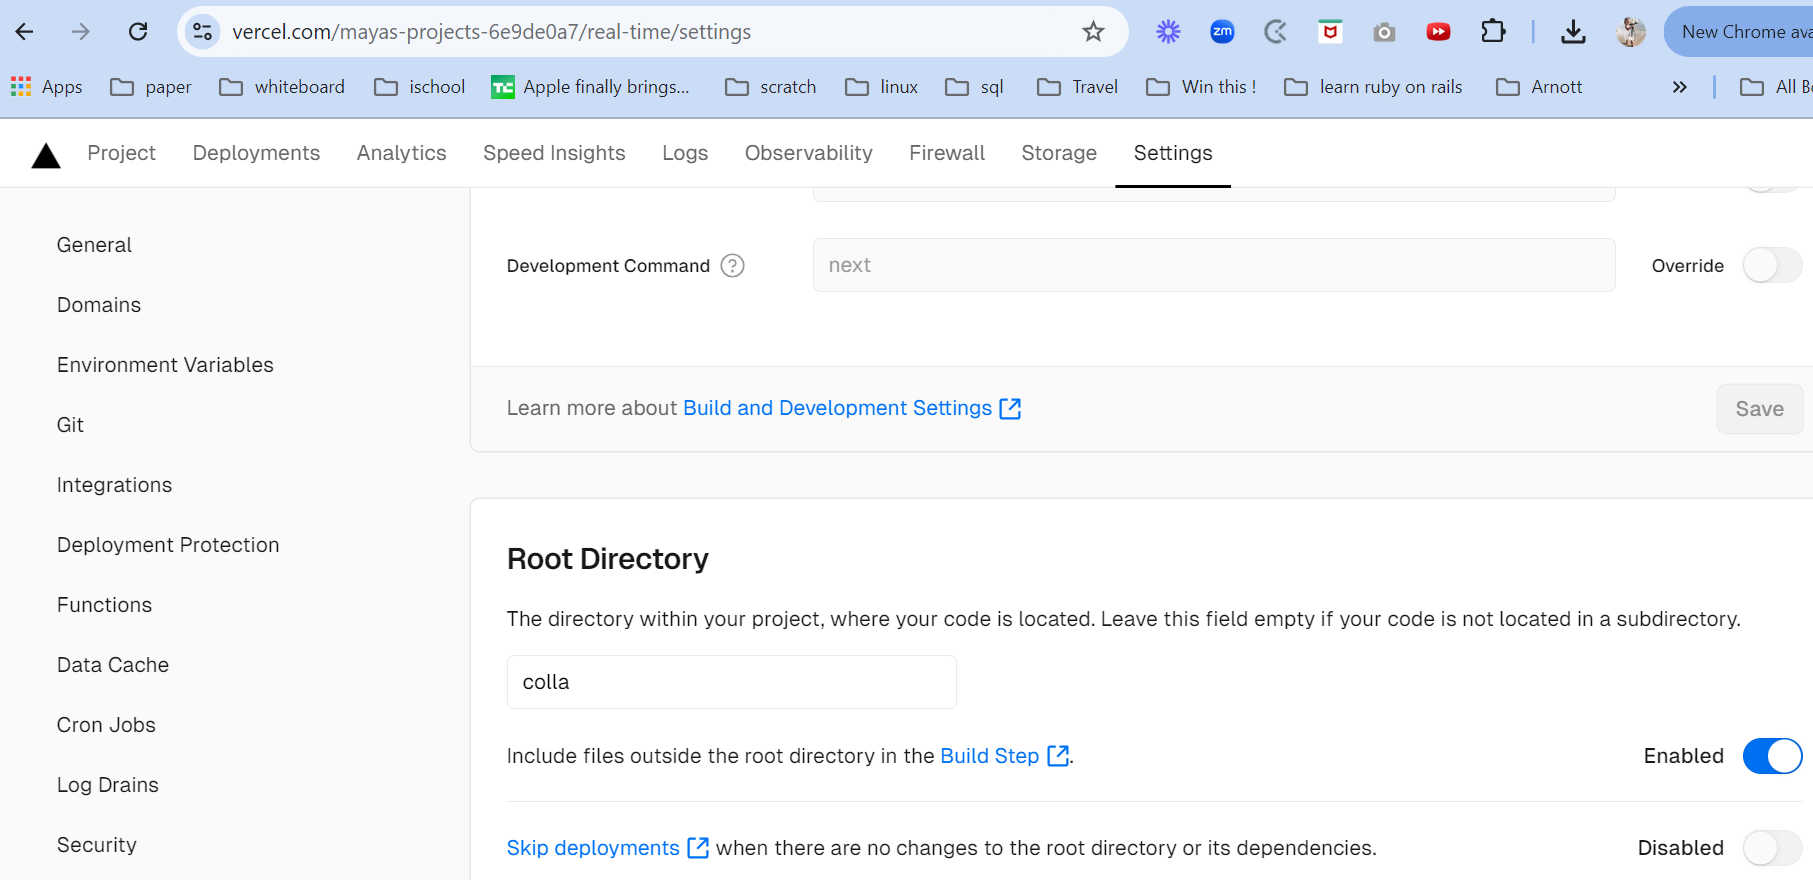 vercel.com/mayas-projects-6e9de0a7/real-time/settings
zm
New Chrome ava
Apps paper whiteboard ischool TC Apple finally brings... scratch linux sql Travel Win this ! learn ruby on rails Arnott » All Bo
Project Deployments Analytics Speed Insights Logs Observability Firewall Storage Settings
General
Domains
Environment Variables
Git
Integrations
Deployment Protection
Functions
Data Cache
Cron Jobs
Log Drains
Security
Development Command ? next Override
Learn more about Build and Development Settings
Save
Root Directory
The directory within your project, where your code is located. Leave this field empty if your code is not located in a subdirectory.
colla
Include files outside the root directory in the Build Step. Enabled
Skip deployments when there are no changes to the root directory or its dependencies. Disabled